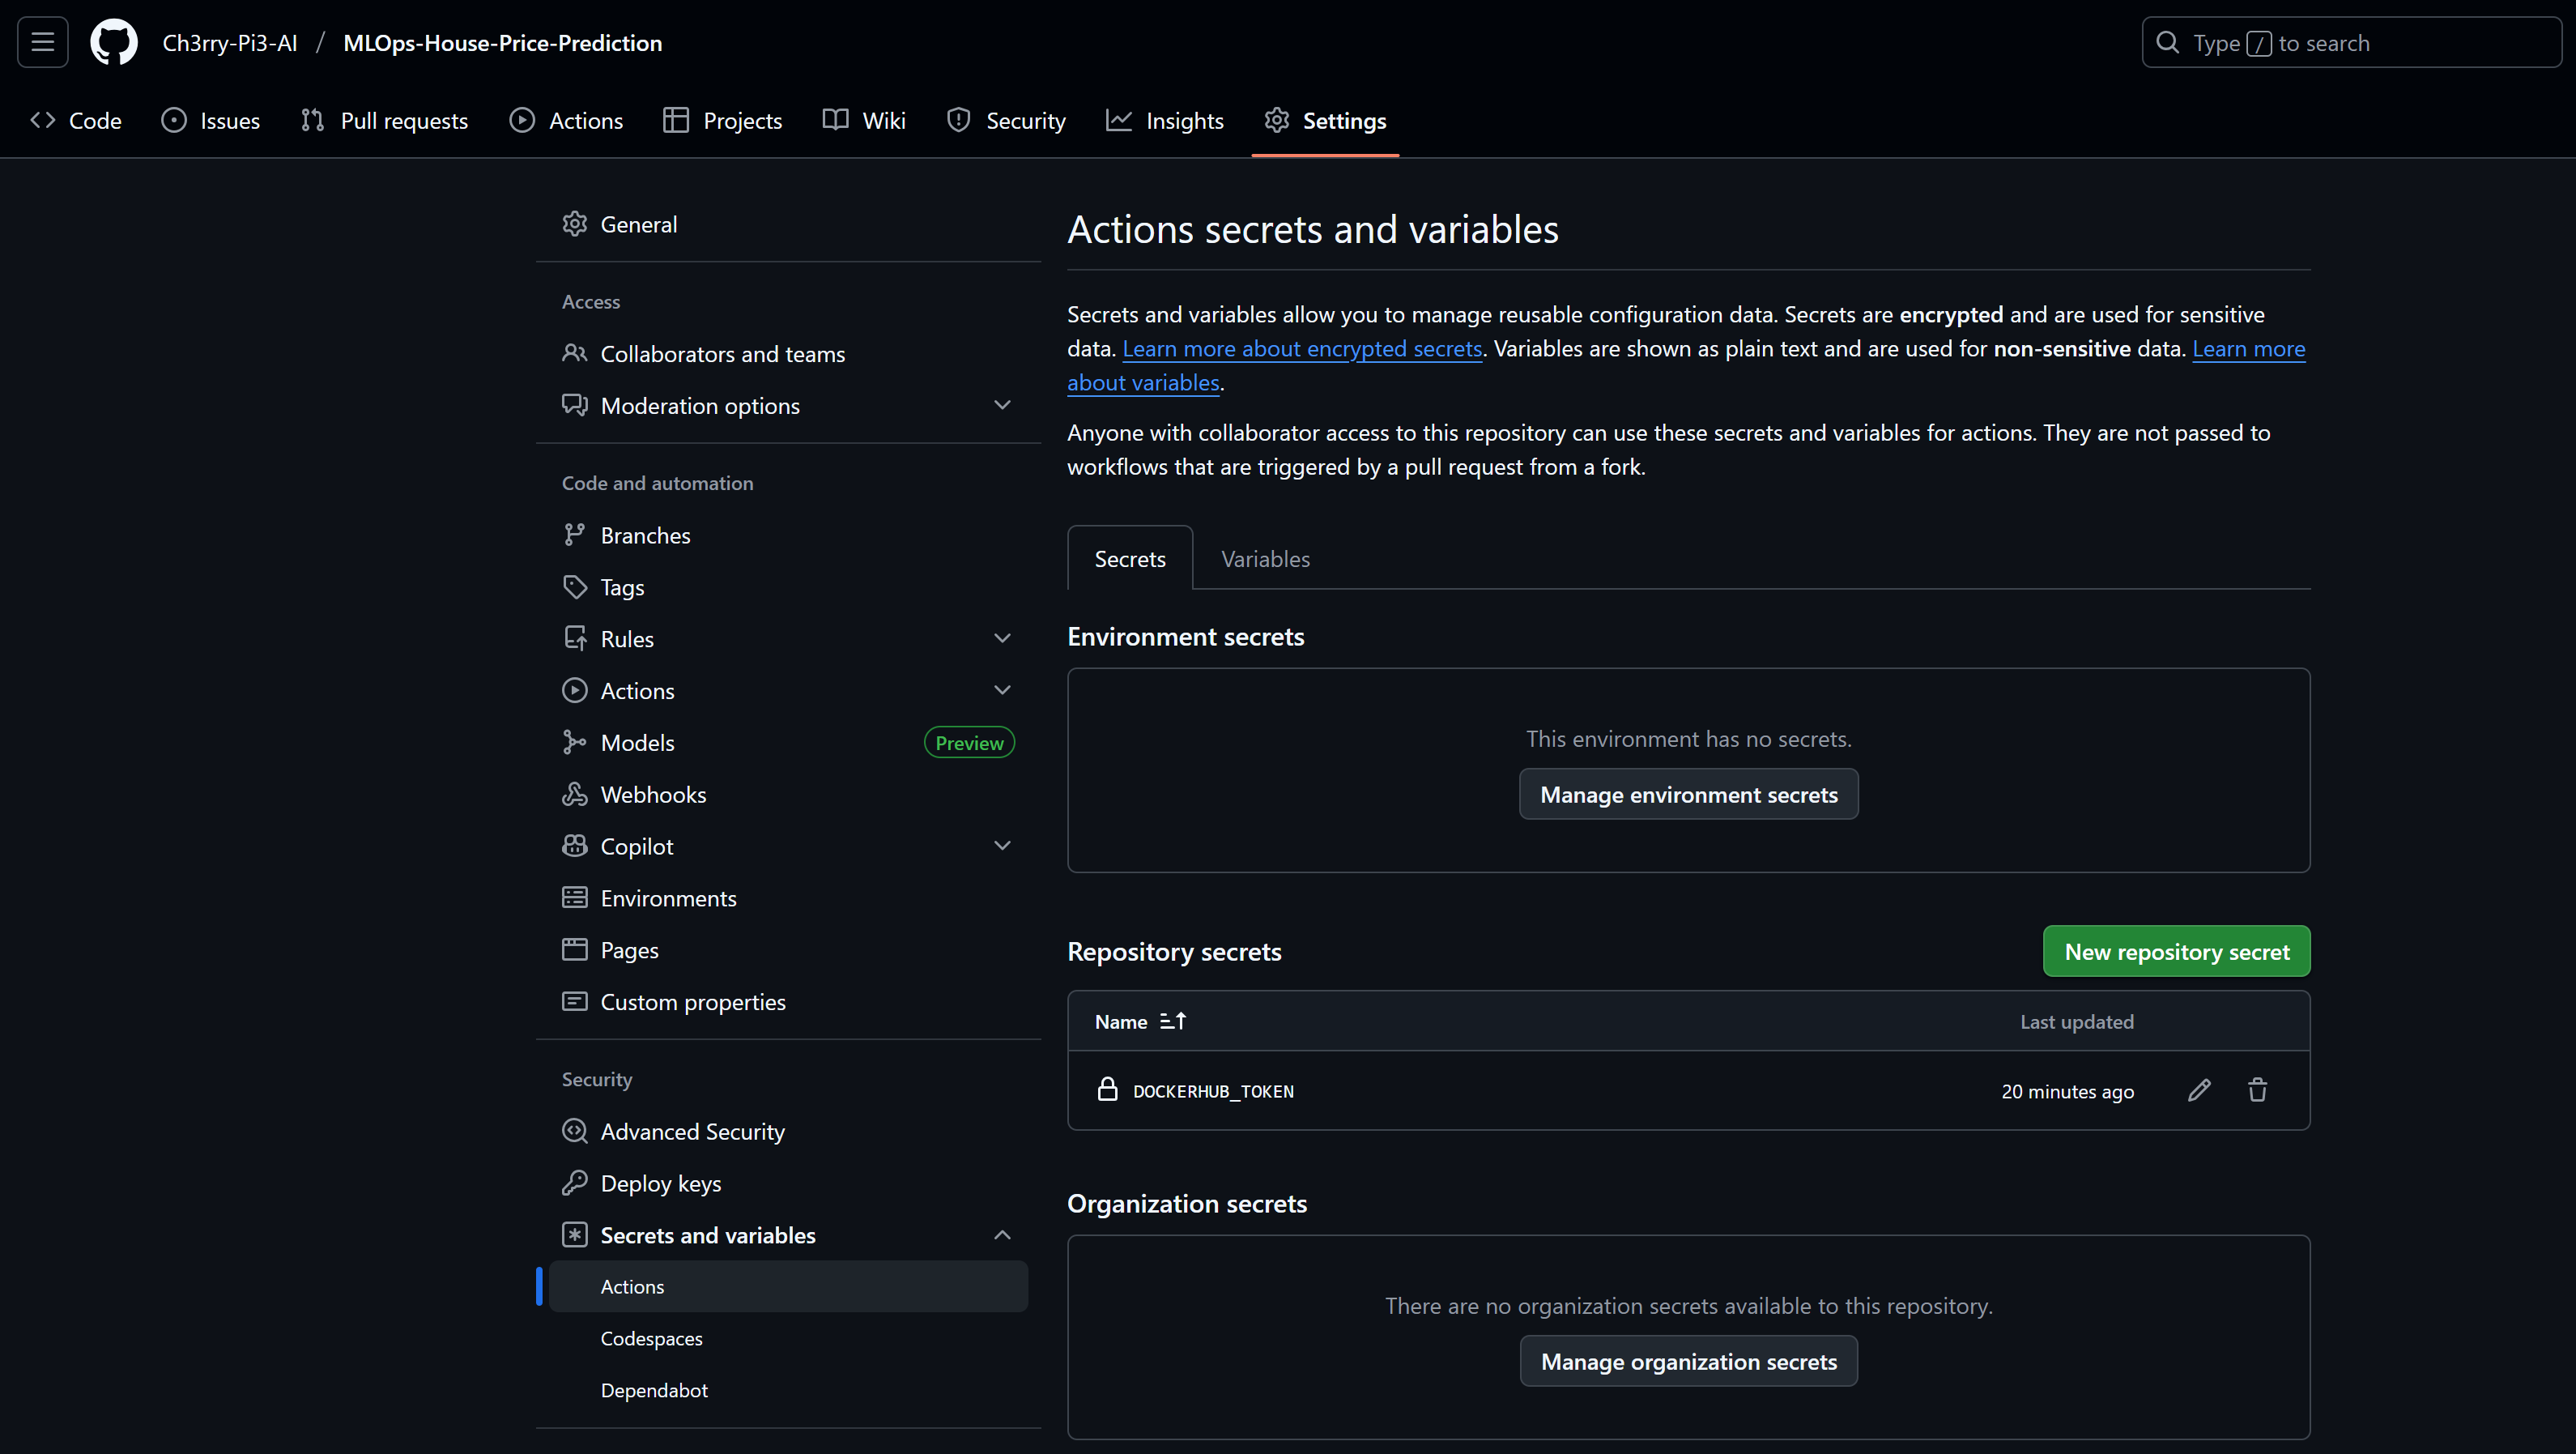 Ch3rry-Pi3-AI / MLOps-House-Price-Prediction
Type / to search
Code Issues Pull requests Actions Projects Wiki Security Insights Settings
General
Access
Collaborators and teams
Moderation options
Code and automation
Branches
Tags
Rules
Actions
Models Preview
Webhooks
Copilot
Environments
Pages
Custom properties
Security
Advanced Security
Deploy keys
Secrets and variables
Actions
Codespaces
Dependabot
Actions secrets and variables
Secrets and variables allow you to manage reusable configuration data. Secrets are encrypted and are used for sensitive
data. Learn more about encrypted secrets. Variables are shown as plain text and are used for non-sensitive data. Learn more
about variables.
Anyone with collaborator access to this repository can use these secrets and variables for actions. They are not passed to
workflows that are triggered by a pull request from a fork.
Secrets Variables
Environment secrets
This environment has no secrets.
Manage environment secrets
Repository secrets
New repository secret
Name Last updated
DOCKERHUB_TOKEN 20 minutes ago
Organization secrets
There are no organization secrets available to this repository.
Manage organization secrets